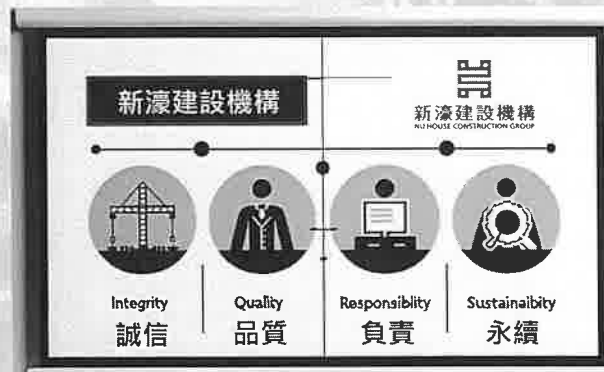 新濠建設機構
新濠建設機構
NU HOUSE CONSTRUCTION GROUP
Integrity
Quality
Responsiblity
Sustainaibity
誠信
品質
負責
永續